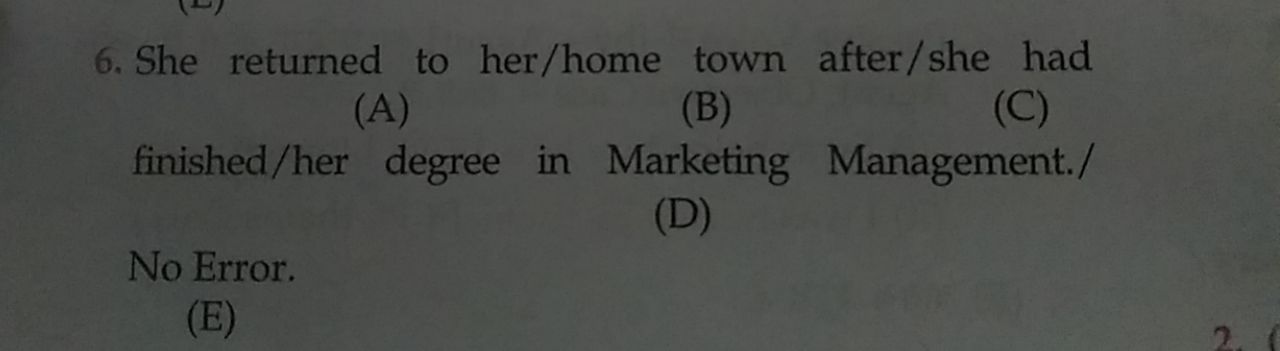 6. She returned to her/home town after/she had
(A) (B) (C)
finished/her degree in Marketing Management./
(D)
No Error.
(E)
2.